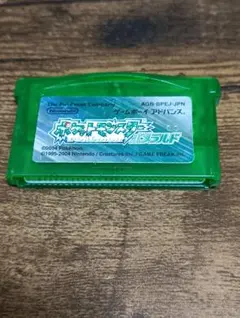 The Pokémon Company AGB-BPEJ-JPN
Nintendo ゲームボーイアドバンス
ポケットモンスター
エメラルド
©2004 Pokémon
©1995-2004 Nintendo / Creatures inc. / GAME FREAK inc.